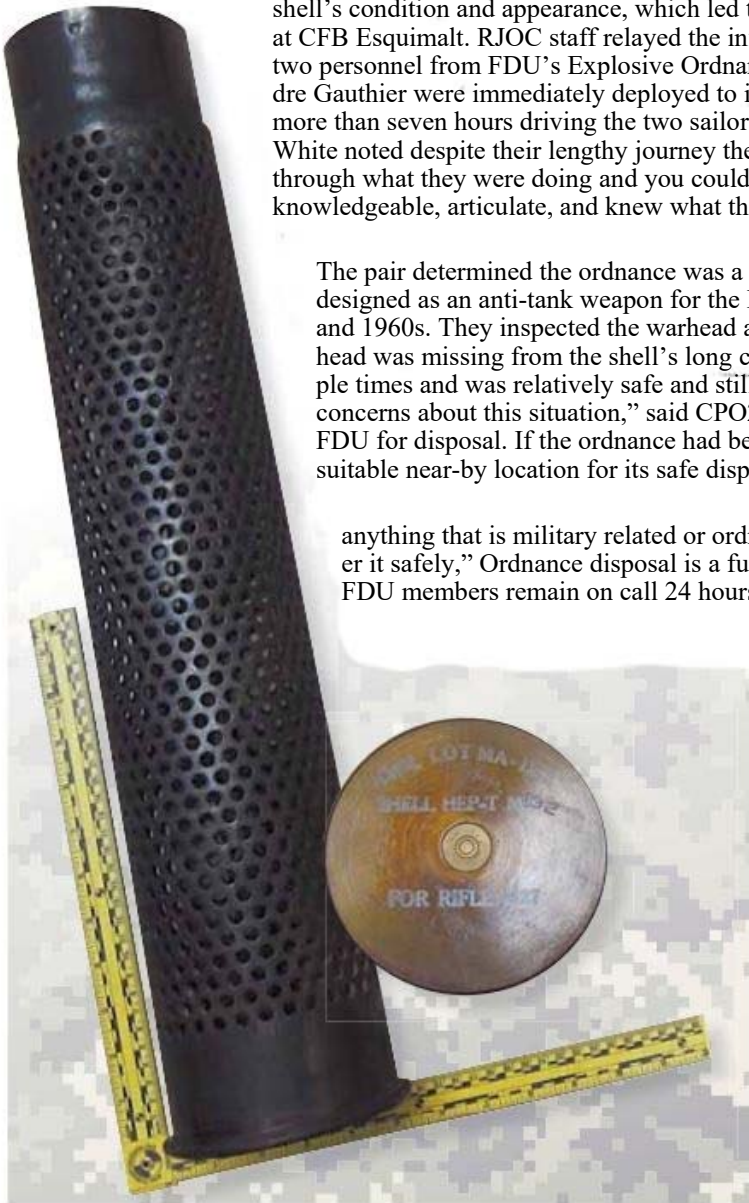 shell’s condition and appearance, which led t
at CFB Esquimalt. RJOC staff relayed the in
two personnel from FDU’s Explosive Ordnan
dre Gauthier were immediately deployed to i
more than seven hours driving the two sailor
White noted despite their lengthy journey the
through what they were doing and you could
knowledgeable, articulate, and knew what th
The pair determined the ordnance was a
designed as an anti-tank weapon for the
and 1960s. They inspected the warhead a
head was missing from the shell’s long c
ple times and was relatively safe and still
concerns about this situation,” said CPO
FDU for disposal. If the ordnance had be
suitable near-by location for its safe disp
anything that is military related or ord
er it safely,” Ordnance disposal is a fu
FDU members remain on call 24 hours
LOT MA-
SHELL HEP-T
FOR RIFLE